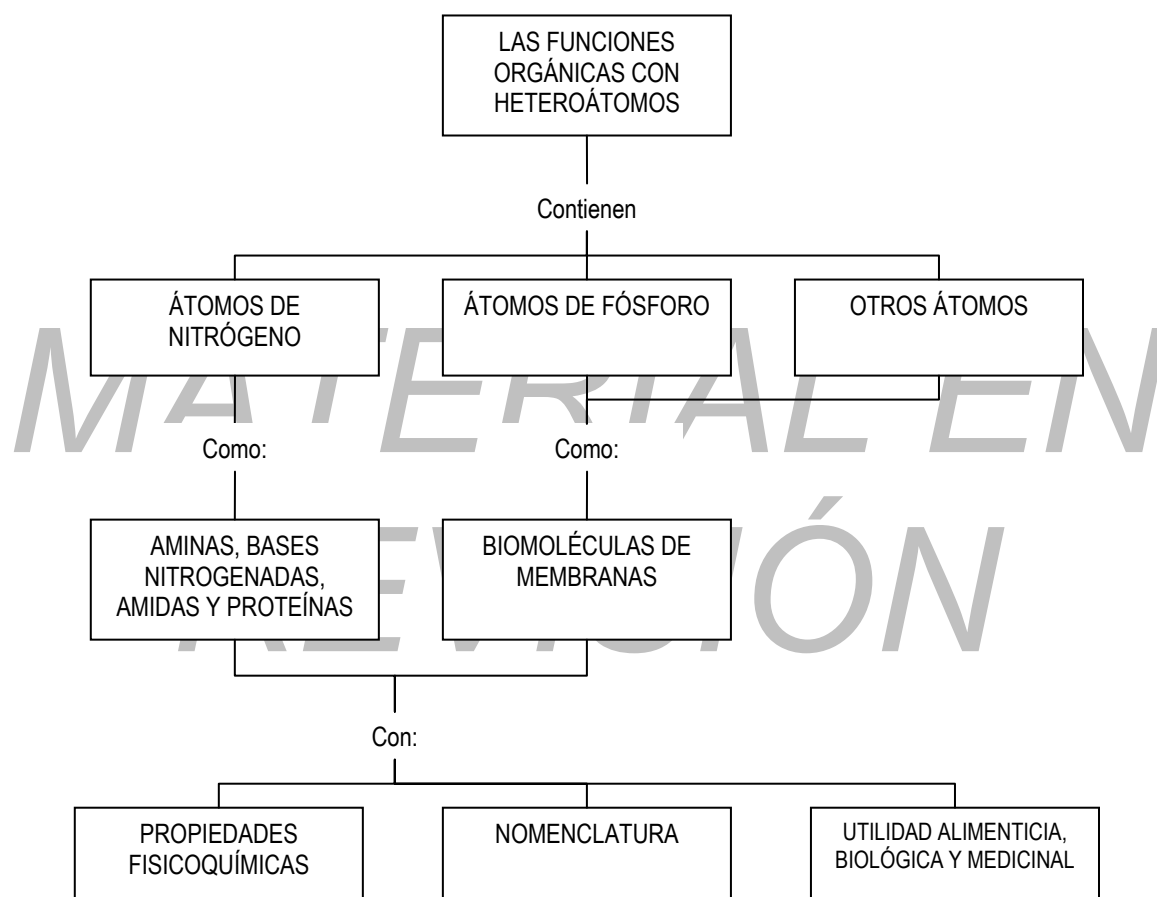 LAS FUNCIONES
ORGÁNICAS CON
HETEROÁTOMOS
Contienen
ÁTOMOS DE
NITRÓGENO
ÁTOMOS DE FÓSFORO
OTROS ÁTOMOS
MATERIAL EN
Como:
Como:
AMINAS, BASES
NITROGENADAS,
AMIDAS Y PROTEÍNAS
BIOMOLÉCULAS DE
MEMBRANAS
REVISIÓN
Con:
PROPIEDADES
FISICOQUÍMICAS
NOMENCLATURA
UTILIDAD ALIMENTICIA,
BIOLÓGICA Y MEDICINAL